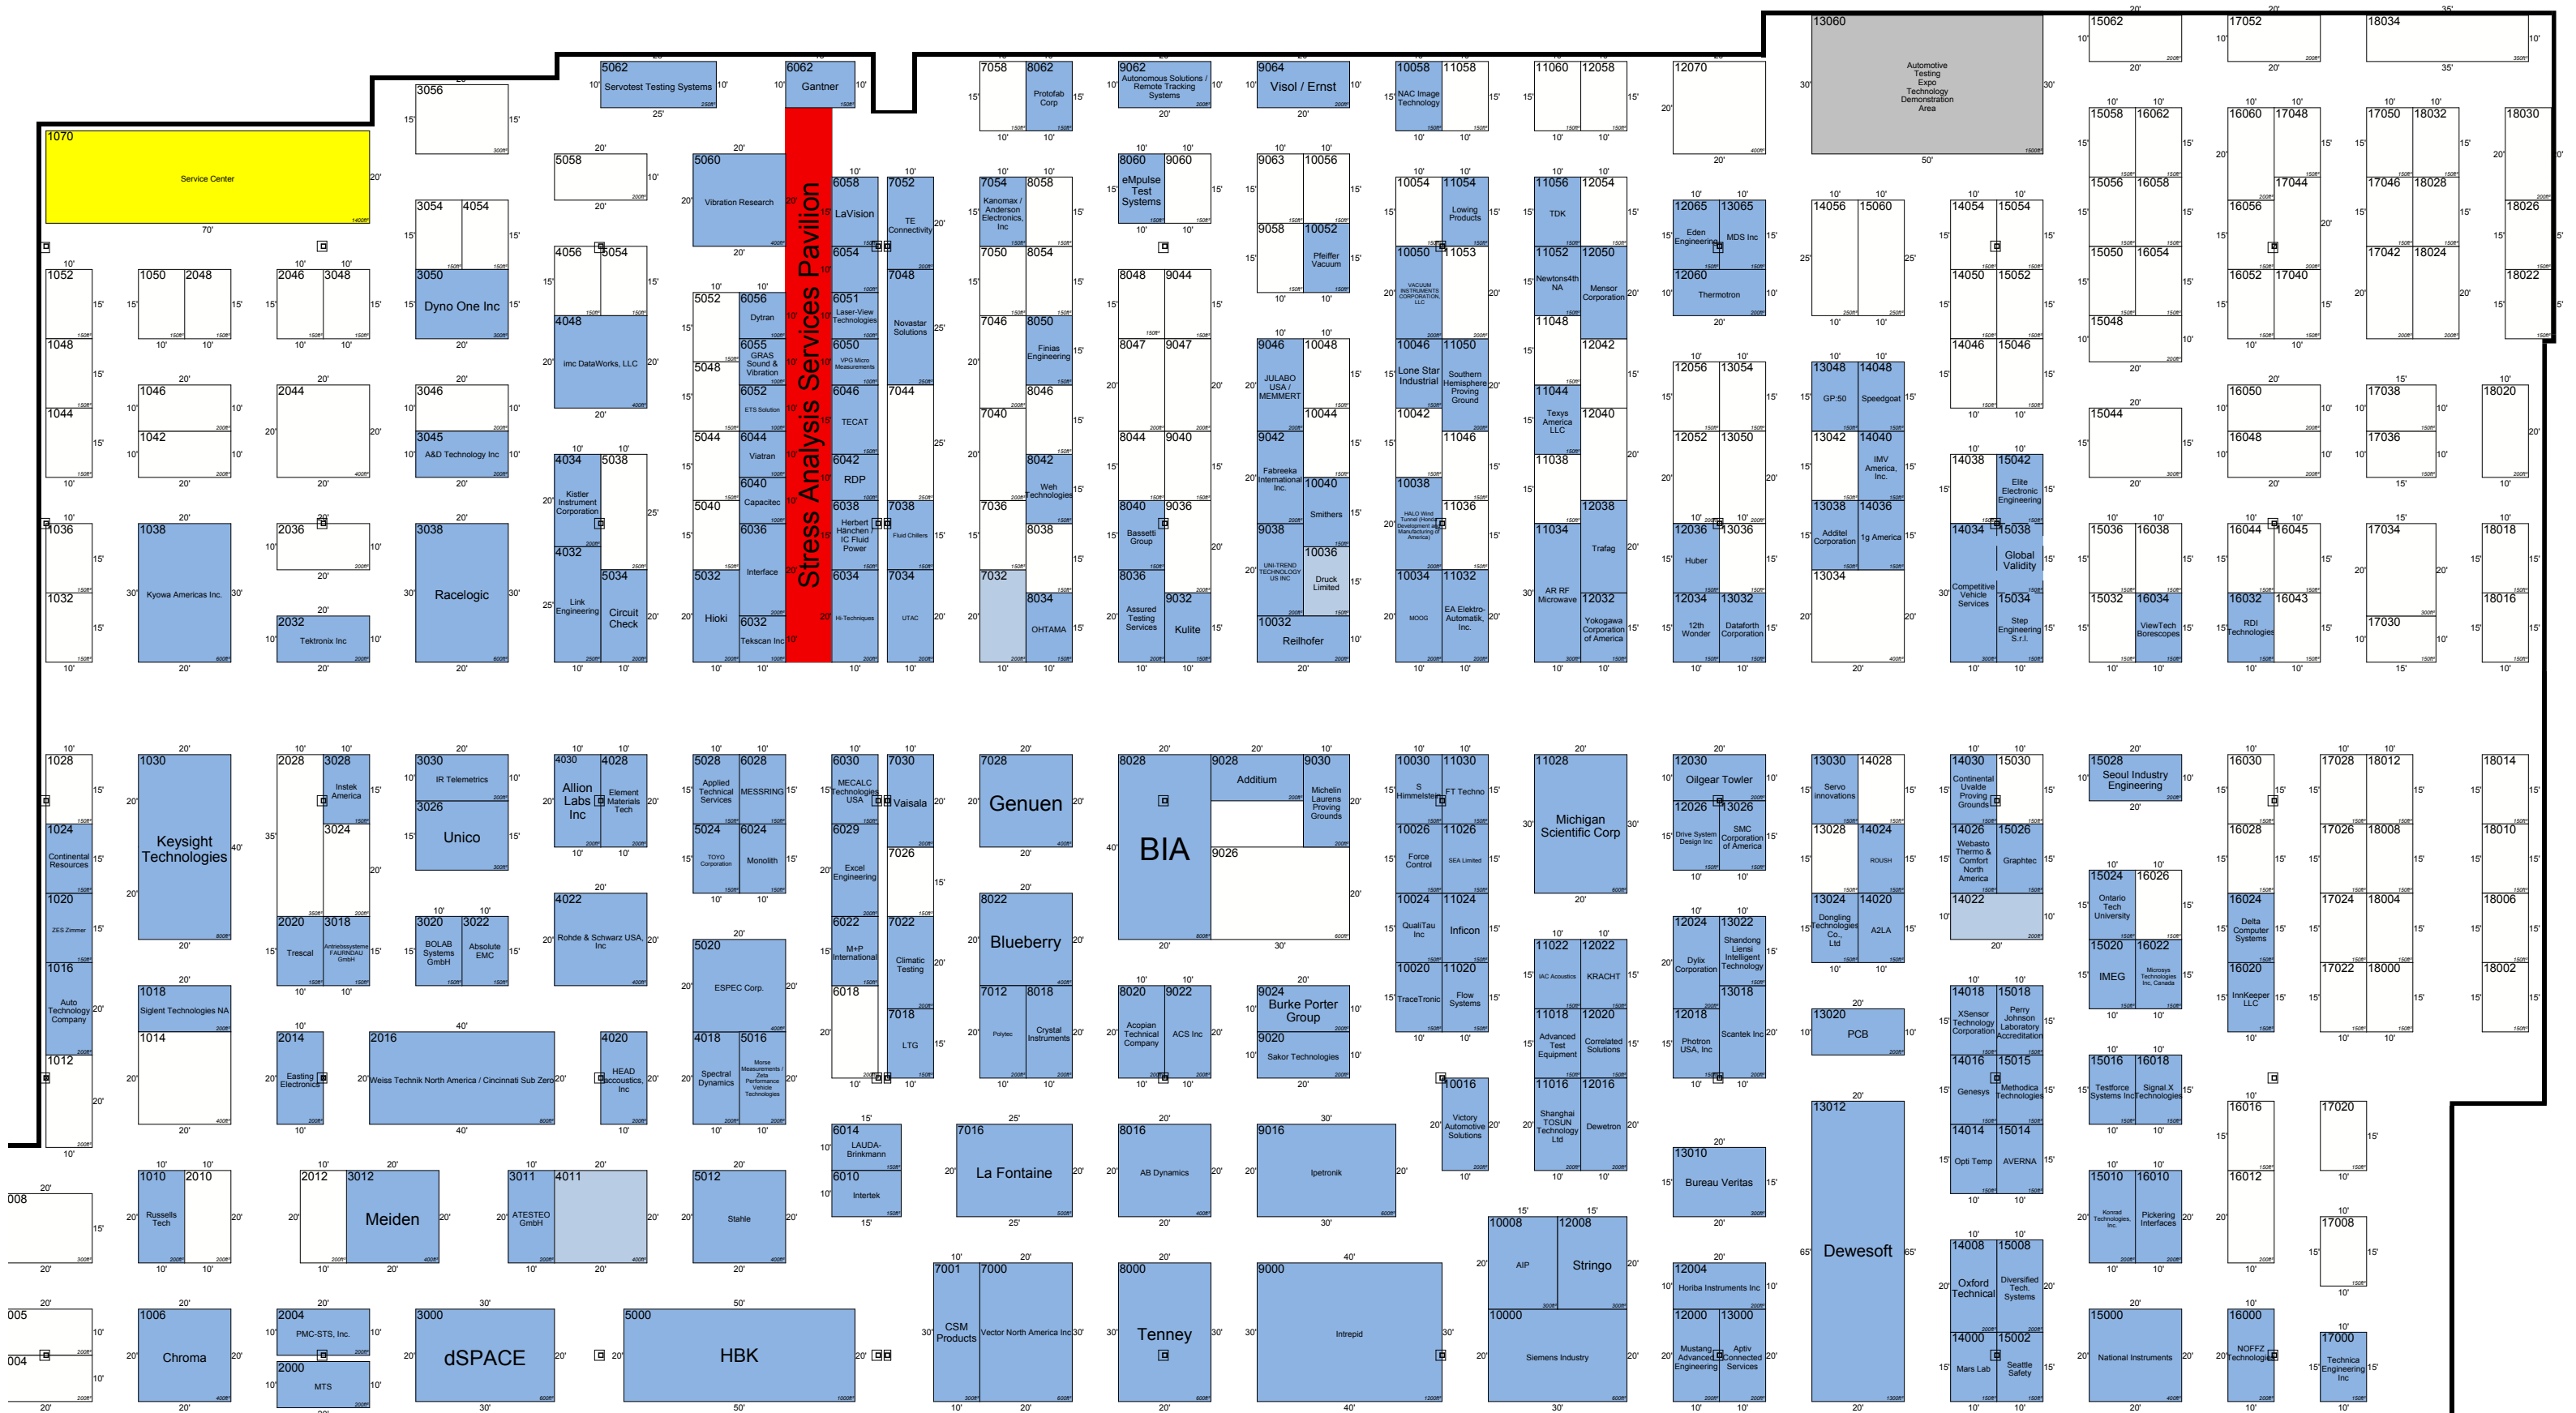 Stress Analysis Services Pavilion
1070
Service Center
1400ft²
70'
20'
3056
5062
Servotest Testing Systems
25'
6062
Gantner
7058
8062
Protofab
Corp
9062
Autonomous Solutions /
Remote Tracking
Systems
9064
Visol / Ernst
10058
NAC Image
Technology
11058
11060
12058
12070
13060
Automotive
Testing
Expo
Technology
Demonstration
Area
50'
30'
15062
17052
18034
35'
15058
16062
16060
17048
17050
18032
18030
5058
5060
Vibration Research
8060
eMpulse
Test
Systems
9060
9063
10056
3054
4054
6058
LaVision
7052
TE
Connectivity
7054
Kanomax /
Anderson
Electronics,
Inc
8058
9058
10052
Pfeiffer
Vacuum
10054
11054
Lowing
Products
11056
TDK
12054
12065
Eden
Engineering
13065
MDS Inc
14056
15060
14054
15054
15056
16058
16056
17044
17046
18028
18026
1052
1050
2048
2046
3048
3050
Dyno One Inc
4056
5054
4048
imc DataWorks, LLC
5052
6056
Dytran
6054
6051
Laser-View
Technologies
7048
Novastar
Solutions
7050
8054
8048
9044
10050
VACUUM
INSTRUMENTS
CORPORATION,
LLC
11053
11052
Newtons4th
NA
12050
Mensor
Corporation
12060
Thermotron
14050
15052
15050
16054
16052
17040
17042
18024
18022
1048
6055
GRAS
Sound &
Vibration
6050
VPG Micro
Measurements
7046
8050
Finias
Engineering
8047
9047
9046
JULABO
USA /
MEMMERT
10048
10046
Lone Star
Industrial
11050
Southern
Hemisphere
Proving
Ground
11048
12042
12056
13054
13048
GP:50
14048
Speedgoat
14046
15046
15048
1044
1046
1042
2044
3046
3045
A&D Technology Inc
5048
6052
ETS Solution
6046
TECAT
7044
7040
8046
10044
10042
11044
Texys
America
LLC
12040
15044
16050
16048
17038
17036
18020
4034
Kistler
Instrument
Corporation
5038
5044
6044
Viatran
6042
RDP
8042
Weh
Technologies
8044
9040
9042
Fabreeka
International
Inc.
10040
Smithers
10038
HALO Wind
Tunnel (Honda
Development and
Manufacturing of
America)
11046
11038
12052
13050
13042
14040
IMV
America,
Inc.
14038
15042
Elite
Electronic
Engineering
1036
1038
Kyowa Americas Inc.
2036
3038
Racelogic
4032
Link
Engineering
5040
6040
Capacitec
6036
Interface
6038
Herbert
Hänchen /
IC Fluid
Power
7038
Fluid Chillers
7036
8038
8040
Bassetti
Group
9036
9038
UNI-TREND
TECHNOLOGY
US INC
10036
Druck
Limited
11036
11034
AR RF
Microwave
12038
Trafag
12036
Huber
13036
13038
Additel
Corporation
14036
1g America
14034
Competitive
Vehicle
Services
15038
Global
Validity
15036
16038
16044
16045
17034
18018
1032
2032
Tektronix Inc
5034
Circuit
Check
5032
Hioki
6032
Tekscan Inc
6034
Hi-Techniques
7034
UTAC
7032
8034
OHTAMA
8036
Assured
Testing
Services
9032
Kulite
10032
Reilhofer
10034
MOOG
11032
EA Elektro-
Automatik,
Inc.
12032
Yokogawa
Corporation
of America
12034
12th
Wonder
13032
Dataforth
Corporation
13034
15034
Step
Engineering
S.r.l.
15032
16034
ViewTech
Borescopes
16032
RDI
Technologies
16043
17030
18016
1028
1030
Keysight
Technologies
2028
3028
Instek
America
3030
IR Telemetrics
3026
Unico
4030
Allion
Labs
Inc
4028
Element
Materials
Tech
5028
Applied
Technical
Services
6028
MESSRING
6030
MECALC
Technologies
USA
7030
Vaisala
7028
Genuen
8028
BIA
9028
Additium
9030
Michelin
Laurens
Proving
Grounds
10030
S
Himmelstein
11030
FT Techno
11028
Michigan
Scientific Corp
12030
Oilgear Towler
13030
Servo
innovations
14028
14030
Continental
Uvalde
Proving
Grounds
15030
15028
Seoul Industry
Engineering
16030
17028
18012
18014
1024
Continental
Resources
3024
5024
TOYO
Corporation
6024
Monolith
6029
Excel
Engineering
7026
9026
10026
Force
Control
11026
SEA Limited
12026
Drive System
Design Inc
13026
SMC
Corporation
of America
13028
14024
ROUSH
14026
Webasto
Thermo &
Comfort
North
America
15026
Graphtec
16028
17026
18008
18010
1020
ZES Zimmer
2020
Trescal
3018
Antriebssysteme
FAURNDAU
GmbH
3020
BOLAB
Systems
GmbH
3022
Absolute
EMC
4022
Rohde & Schwarz USA,
Inc
5020
ESPEC Corp.
6022
M+P
International
7022
Climatic
Testing
8022
Blueberry
10024
QualiTau
Inc
11024
Inficon
11022
IAC Acoustics
12022
KRACHT
12024
Dylix
Corporation
13022
Shandong
Liensi
Intelligent
Technology
13024
Dongling
Technologies
Co.,
Ltd
14020
A2LA
14022
15024
Ontario
Tech
University
16026
15020
IMEG
16022
Microsys
Technologies
Inc, Canada
16024
Delta
Computer
Systems
17024
18004
18006
1016
Auto
Technology
Company
1018
Siglent Technologies NA
6018
7012
Polytec
8018
Crystal
Instruments
8020
Acopian
Technical
Company
9022
ACS Inc
9024
Burke Porter
Group
9020
Sakor Technologies
10020
TraceTronic
11020
Flow
Systems
11018
Advanced
Test
Equipment
12020
Correlated
Solutions
12018
Photron
USA, Inc
13018
Scantek Inc
13020
PCB
14018
XSensor
Technology
Corporation
15018
Perry
Johnson
Laboratory
Accreditation
16020
InnKeeper
LLC
17022
18000
18002
1012
1014
2014
Easting
Electronics
2016
Weiss Technik North America / Cincinnati Sub Zero
4020
HEAD
accoustics,
Inc
4018
Spectral
Dynamics
5016
Morse
Measurements /
Zeta
Performance
Vehicle
Technologies
7018
LTG
10016
Victory
Automotive
Solutions
11016
Shanghai
TOSUN
Technology
Ltd
12016
Dewetron
13012
Dewesoft
14016
Genesys
15015
Methodica
Technologies
15016
Testforce
Systems Inc
16018
Signal.X
Technologies
16016
17020
008
1010
Russells
Tech
2010
2012
3012
Meiden
3011
ATESTEO
GmbH
4011
5012
Stahle
6014
LAUDA-
Brinkmann
6010
Intertek
7016
La Fontaine
8016
AB Dynamics
9016
Ipetronik
13010
Bureau Veritas
14014
Opti Temp
15014
AVERNA
15010
Konrad
Technologies,
Inc.
16010
Pickering
Interfaces
16012
17008
005
004
1006
Chroma
2004
PMC-STS, Inc.
2000
MTS
3000
dSPACE
5000
HBK
7001
CSM
Products
7000
Vector North America Inc.
8000
Tenney
9000
Intrepid
10008
AIP
12008
Stringo
10000
Siemens Industry
12004
Horiba Instruments Inc
12000
Mustang
Advanced
Engineering
13000
Aptiv
Connected
Services
14008
Oxford
Technical
15008
Diversified
Tech.
Systems
14000
Mars Lab
15002
Seattle
Safety
15000
National Instruments
16000
NOFFZ
Technologies
17000
Technica
Engineering
Inc